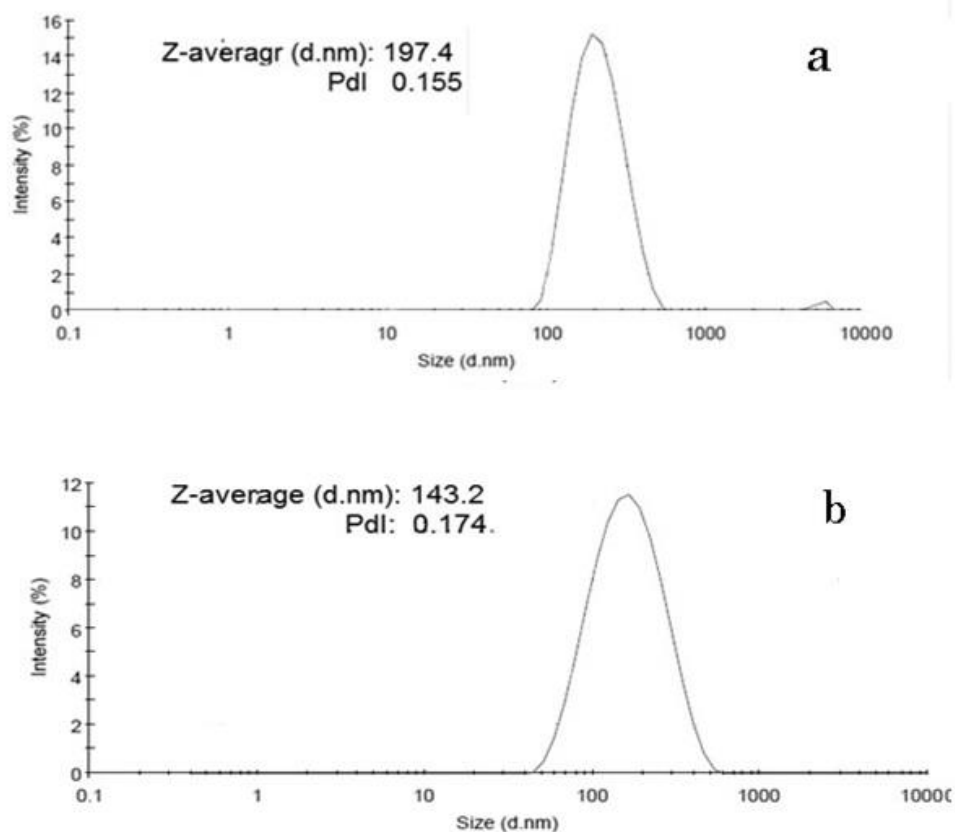 Z-averagr (d.nm): 197.4
PdI 0.155
a
16
14
12
10
8
6
4
2
0
Intensity (%)
0.1 1 10 100 1000 10000
Size (d.nm)
Z-average (d.nm): 143.2
PdI: 0.174.
b
12
10
8
6
4
2
0
Intensity (%)
0.1 1 10 100 1000 1000
Size (d.nm)